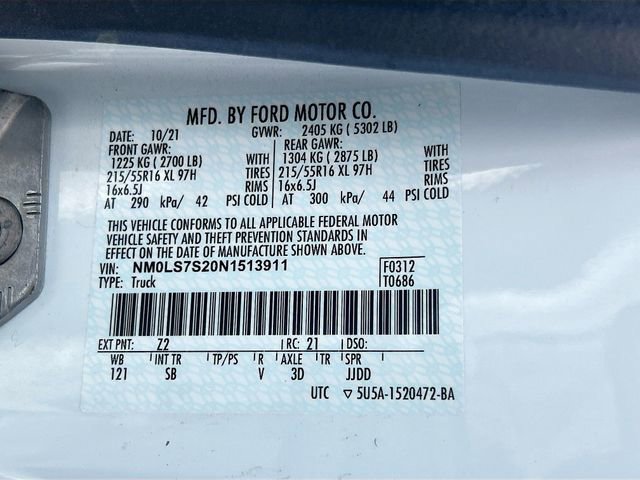 MFD. BY FORD MOTOR CO.
DATE: 10/21 GVWR: 2405 KG ( 5302 LB)
FRONT GAWR: REAR GAWR:
1225 KG ( 2700 LB) WITH 1304 KG ( 2875 LB) WITH
215/55R16 XL 97H TIRES 215/55R16 XL 97H TIRES
16x6.5J RIMS 16x6.5J RIMS
AT 290 kPa/ 42 PSI COLD AT 300 kPa/ 44 PSI COLD
THIS VEHICLE CONFORMS TO ALL APPLICABLE FEDERAL MOTOR
VEHICLE SAFETY AND THEFT PREVENTION STANDARDS IN
EFFECT ON THE DATE OF MANUFACTURE SHOWN ABOVE.
VIN: NM0LS7S20N1513911 F0312
TYPE: Truck T0686
EXT PNT: Z2 RC: 21 DSO:
WB INT TR TP/PS R AXLE TR SPR
121 SB V 3D JJDD
UTC ▽ 5U5A-1520472-BA